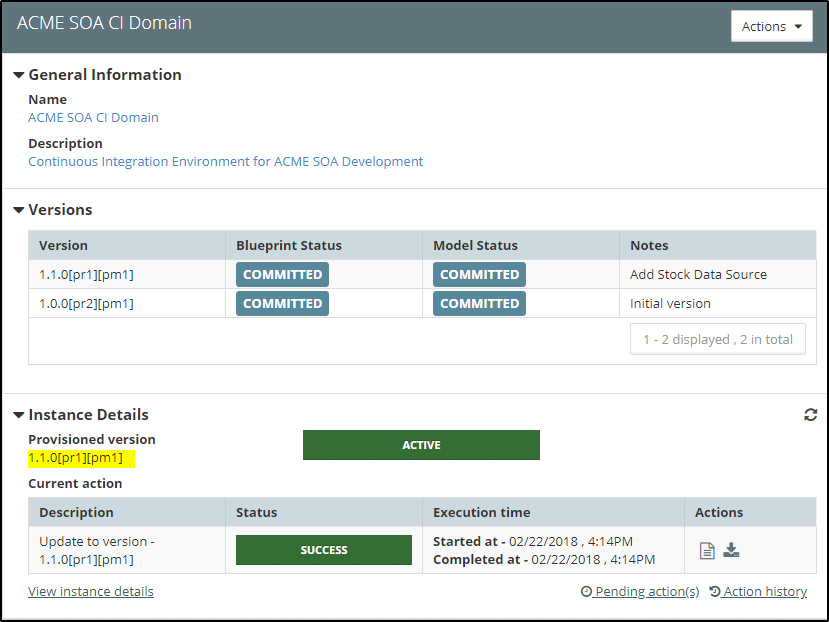 ACME SOA CI Domain
Actions
General Information
Name
ACME SOA CI Domain
Description
Continuous Integration Environment for ACME SOA Development
Versions
Version Blueprint Status Model Status Notes
1.1.0[pr1][pm1] COMMITTED COMMITTED Add Stock Data Source
1.0.0[pr2][pm1] COMMITTED COMMITTED Initial version
1 - 2 displayed , 2 in total
Instance Details
Provisioned version
1.1.0[pr1][pm1]
ACTIVE
Current action
Description Status Execution time Actions
Update to version -
1.1.0[pr1][pm1]
SUCCESS
Started at - 02/22/2018 , 4:14PM
Completed at - 02/22/2018 , 4:14PM
View instance details Pending action(s) Action history